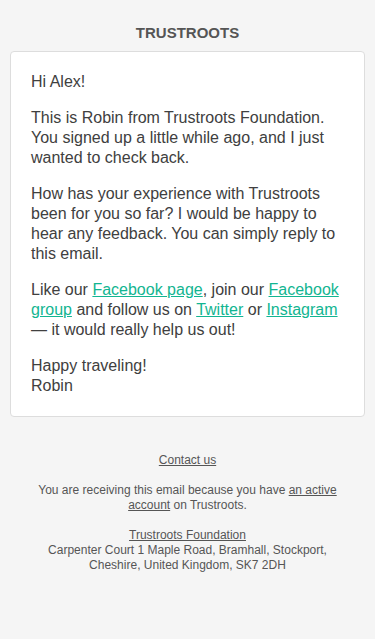 TRUSTROOTS
Hi Alex!
This is Robin from Trustroots Foundation.
You signed up a little while ago, and I just
wanted to check back.
How has your experience with Trustroots
been for you so far? I would be happy to
hear any feedback. You can simply reply to
this email.
Like our Facebook page, join our Facebook
group and follow us on Twitter or Instagram
— it would really help us out!
Happy traveling!
Robin
Contact us
You are receiving this email because you have an active
account on Trustroots.
Trustroots Foundation
Carpenter Court 1 Maple Road, Bramhall, Stockport,
Cheshire, United Kingdom, SK7 2DH